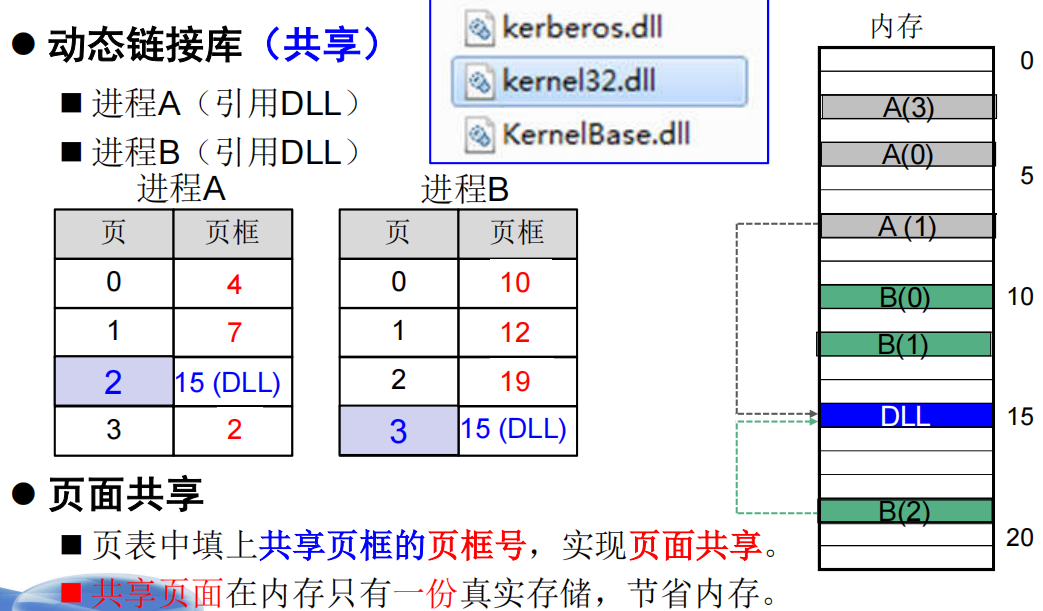 ● 动态链接库（共享）
■ 进程A（引用DLL）
■ 进程B（引用DLL）
kerberos.dll
kernel32.dll
KernelBase.dll
进程A
页 页框
0 4
1 7
2 15 (DLL)
3 2
进程B
页 页框
0 10
1 12
2 19
3 15 (DLL)
内存
0
A(3)
A(0)
5
A (1)
B(0) 10
B(1)
DLL 15
B(2)
20
● 页面共享
■ 页表中填上共享页框的页框号，实现页面共享。
■ 共享页面在内存只有一份真实存储，节省内存。